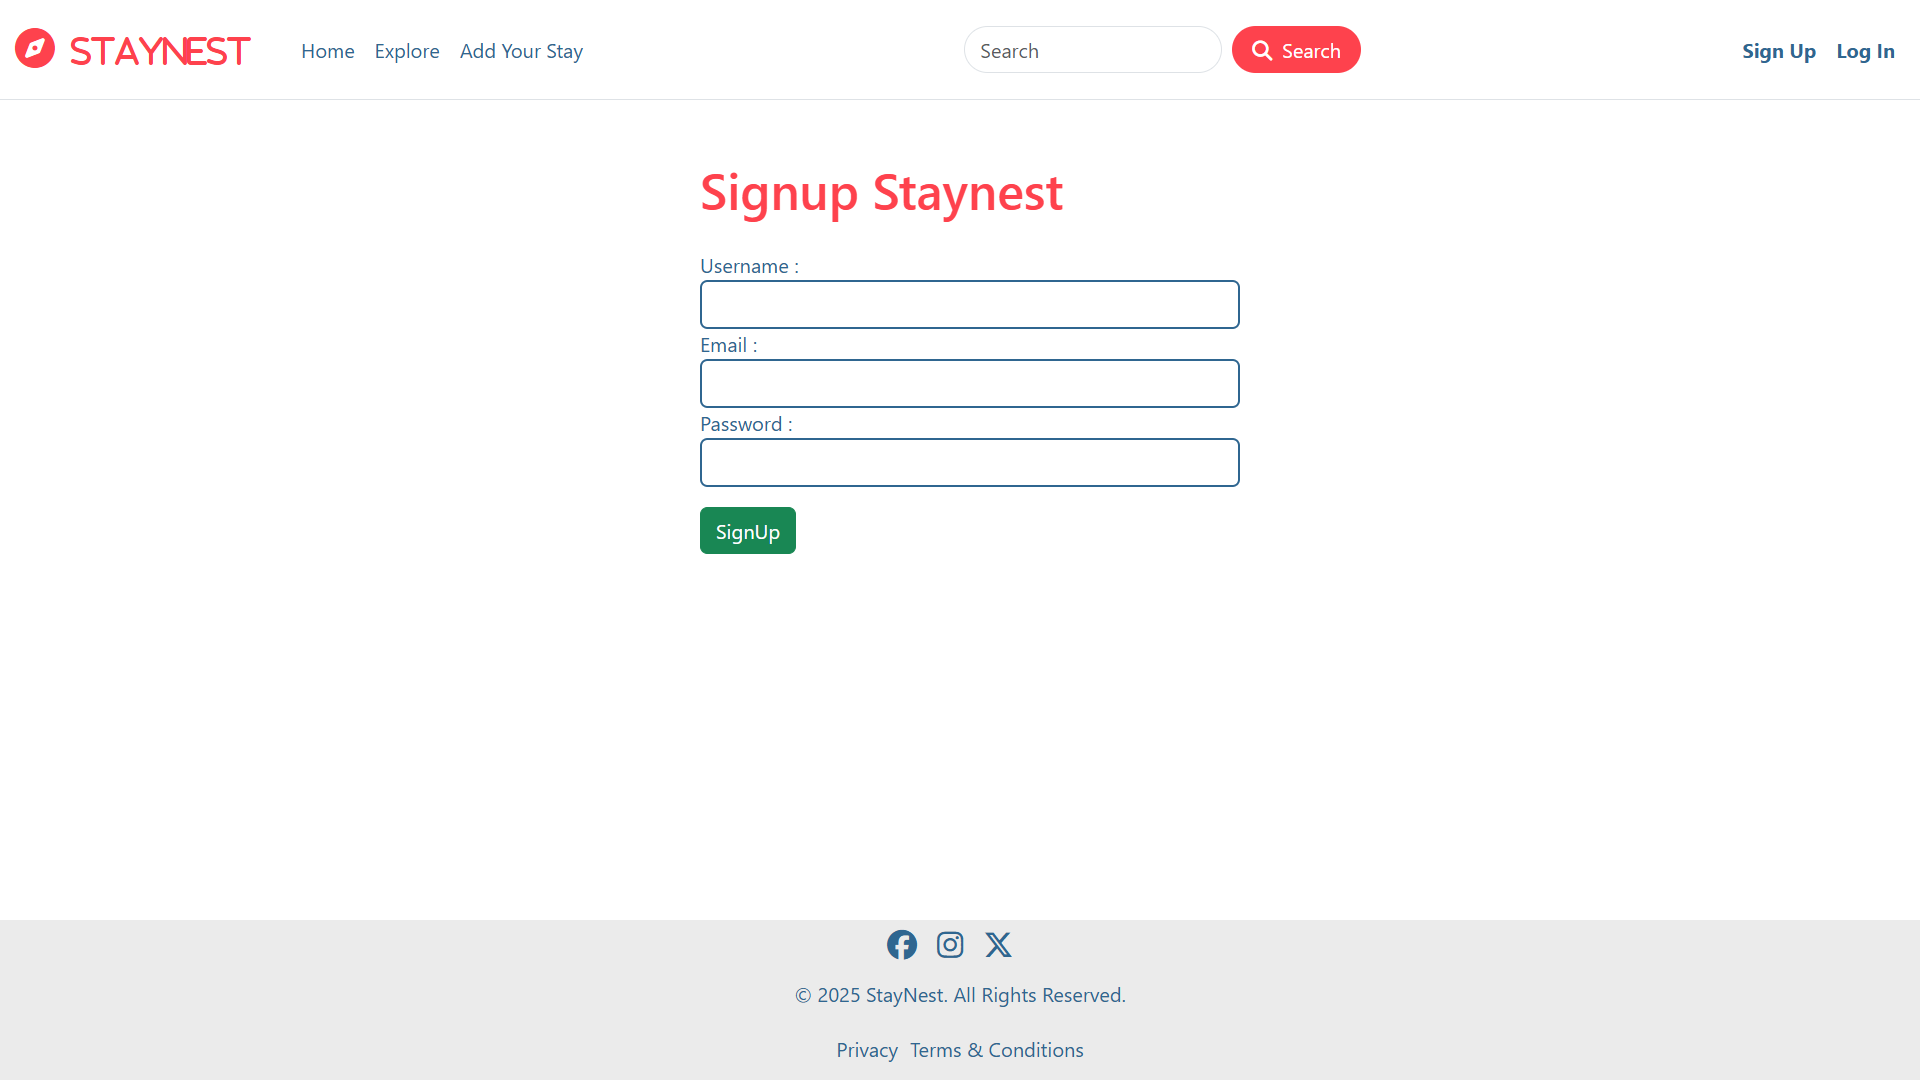 STAYNEST
Home Explore Add Your Stay
Search
Search
Sign Up Log In
Signup Staynest
Username :
Email :
Password :
SignUp
© 2025 StayNest. All Rights Reserved.
Privacy Terms & Conditions